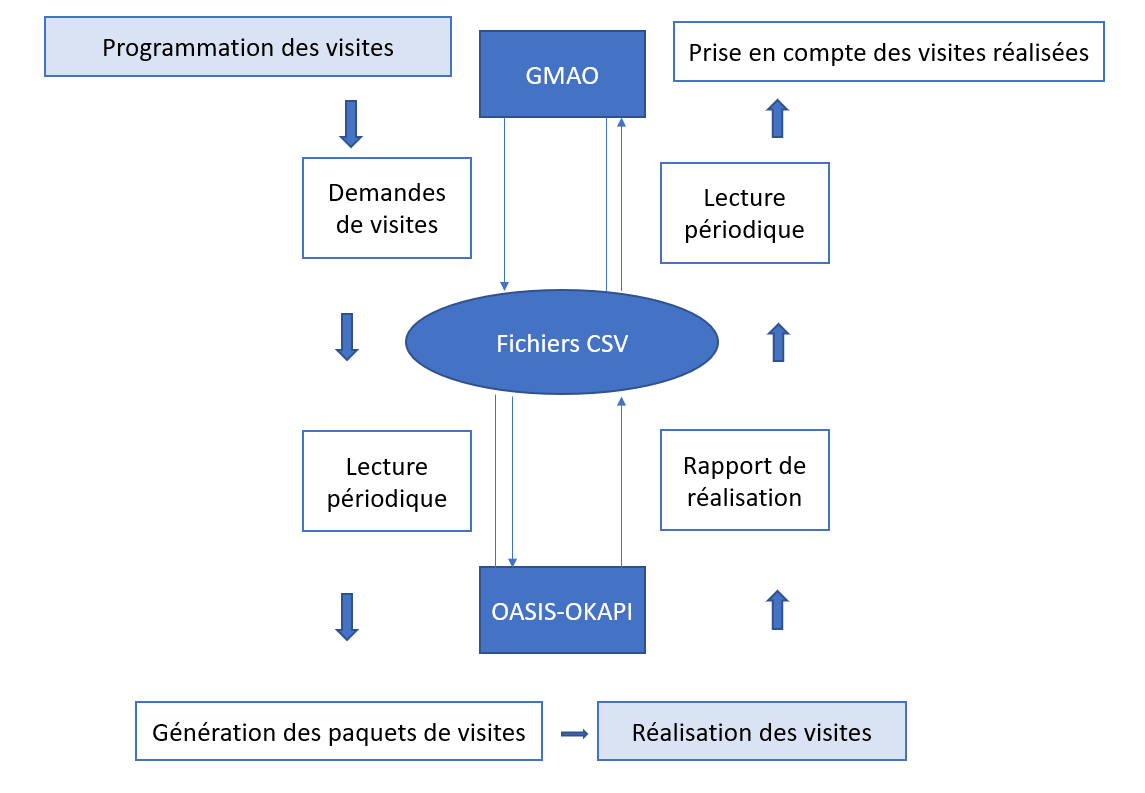 Programmation des visites
GMAO
Prise en compte des visites réalisées
Demandes
de visites
Lecture
périodique
Fichiers CSV
Lecture
périodique
Rapport de
réalisation
OASIS-OKAPI
Génération des paquets de visites
Réalisation des visites